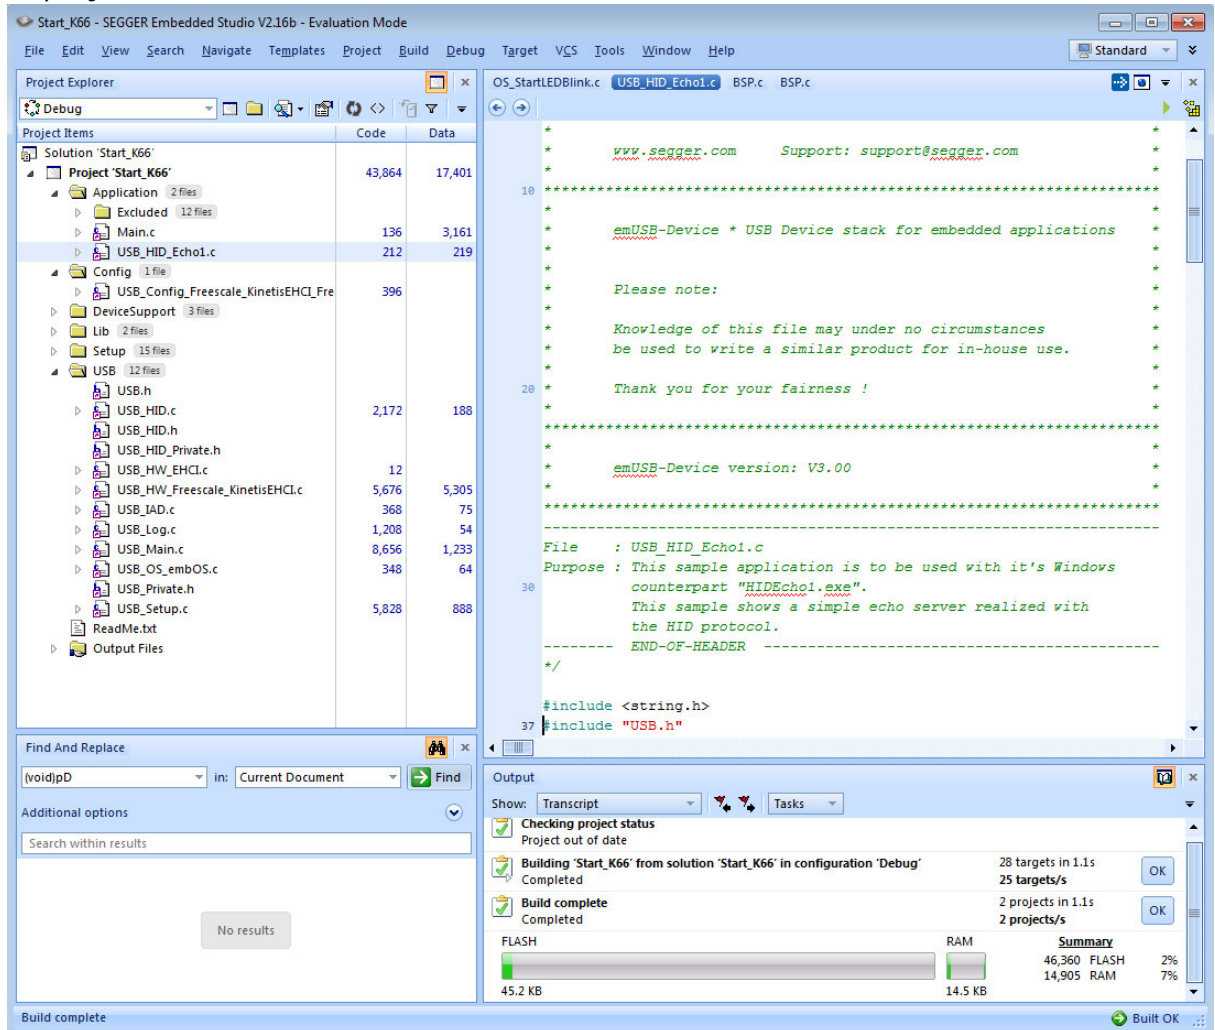 Start_K66 - SEGGER Embedded Studio V2.16b - Evaluation Mode
File Edit View Search Navigate Templates Project Build Debug Target VCS Tools Window Help
Standard
Project Explorer
Debug
Project Items Code Data
Solution 'Start_K66'
Project 'Start_K66' 43,864 17,401
Application 2 files
Excluded 12 files
Main.c 136 3,161
USB_HID_Echo1.c 212 219
Config 1 file
USB_Config_Freescale_KinetisEHCI_Fre 396
DeviceSupport 3 files
Lib 2 files
Setup 15 files
USB 12 files
USB.h
USB_HID.c 2,172 188
USB_HID.h
USB_HID_Private.h
USB_HW_EHCI.c 12
USB_HW_Freescale_KinetisEHCI.c 5,676 5,305
USB_IAD.c 368 75
USB_Log.c 1,208 54
USB_Main.c 8,656 1,233
USB_OS_embOS.c 348 64
USB_Private.h
USB_Setup.c 5,828 888
ReadMe.txt
Output Files
OS_StartLEDBlink.c USB_HID_Echo1.c BSP.c BSP.c
* *
* www.segger.com Support: support@segger.com *
* *
10 **********************************************************************
* *
* emUSB-Device * USB Device stack for embedded applications *
* *
* *
* Please note: *
* *
* Knowledge of this file may under no circumstances *
* be used to write a similar product for in-house use. *
* *
20 * Thank you for your fairness ! *
* *
**********************************************************************
* *
* emUSB-Device version: V3.00 *
* *
**********************************************************************
----------------------------------------------------------------------
File : USB_HID_Echo1.c
Purpose : This sample application is to be used with it's Windows
30 counterpart "HIDEcho1.exe".
This sample shows a simple echo server realized with
the HID protocol.
-------- END-OF-HEADER ---------------------------------------------
*/
#include <string.h>
37 #include "USB.h"
Find And Replace
(void)pD in: Current Document Find
Additional options
Search within results
No results
Output
Show: Transcript Tasks
Checking project status
Project out of date
Building 'Start_K66' from solution 'Start_K66' in configuration 'Debug' 28 targets in 1.1s OK
Completed 25 targets/s
Build complete 2 projects in 1.1s OK
Completed 2 projects/s
FLASH RAM Summary
46,360 FLASH 2%
14,905 RAM 7%
45.2 KB 14.5 KB
Build complete Built OK